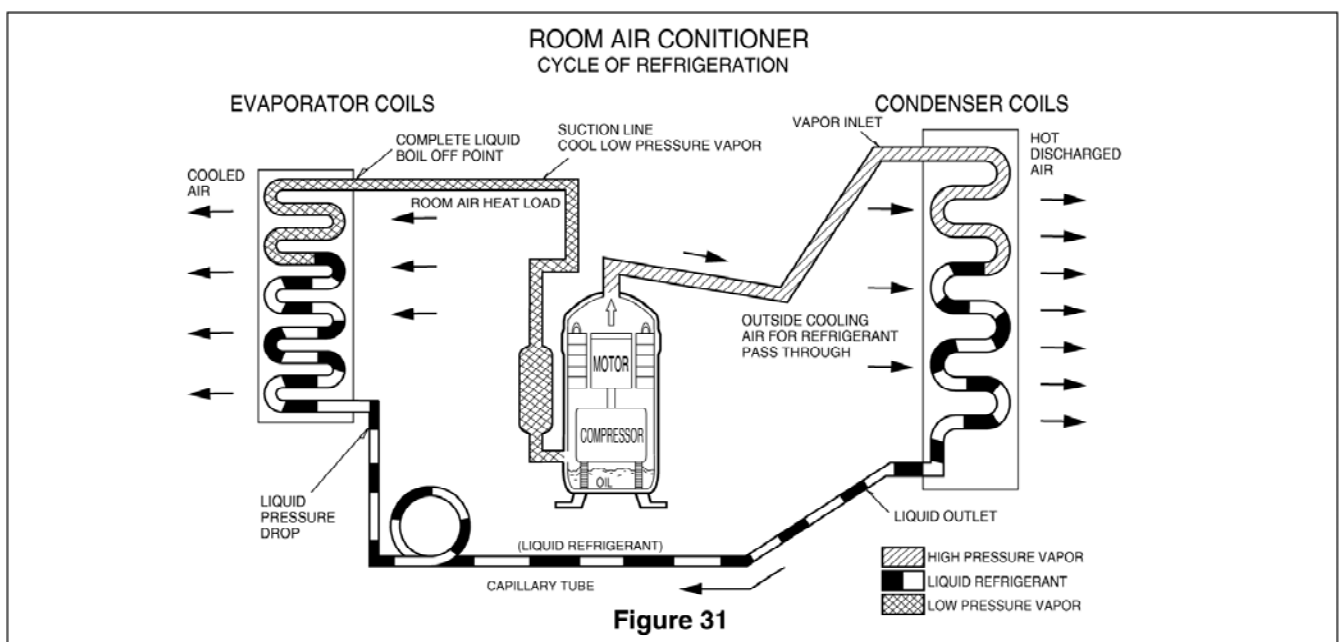 ROOM AIR CONITIONER
CYCLE OF REFRIGERATION
EVAPORATOR COILS
CONDENSER COILS
COMPLETE LIQUID
BOIL OFF POINT
SUCTION LINE
COOL LOW PRESSURE VAPOR
VAPOR INLET
HOT
DISCHARGED
AIR
COOLED
AIR
ROOM AIR HEAT LOAD
OUTSIDE COOLING
AIR FOR REFRIGERANT
PASS THROUGH
MOTOR
COMPRESSOR
OIL
LIQUID
PRESSURE
DROP
LIQUID OUTLET
(LIQUID REFRIGERANT)
CAPILLARY TUBE
HIGH PRESSURE VAPOR
LIQUID REFRIGERANT
LOW PRESSURE VAPOR
Figure 31